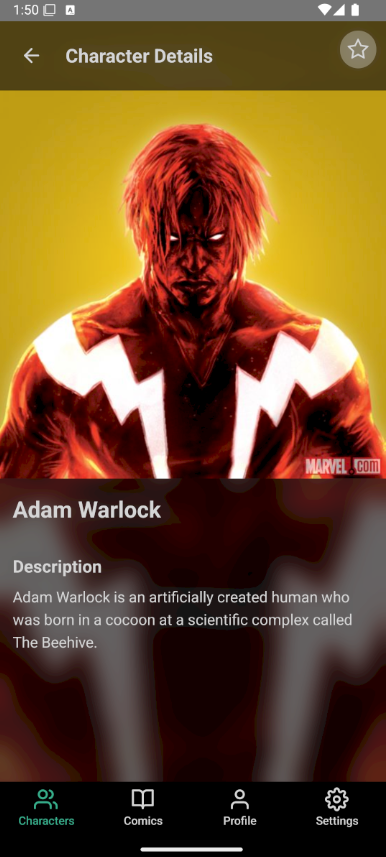 1:50
Character Details
MARVEL.COM
Adam Warlock
Description
Adam Warlock is an artificially created human who
was born in a cocoon at a scientific complex called
The Beehive.
Characters
Comics
Profile
Settings